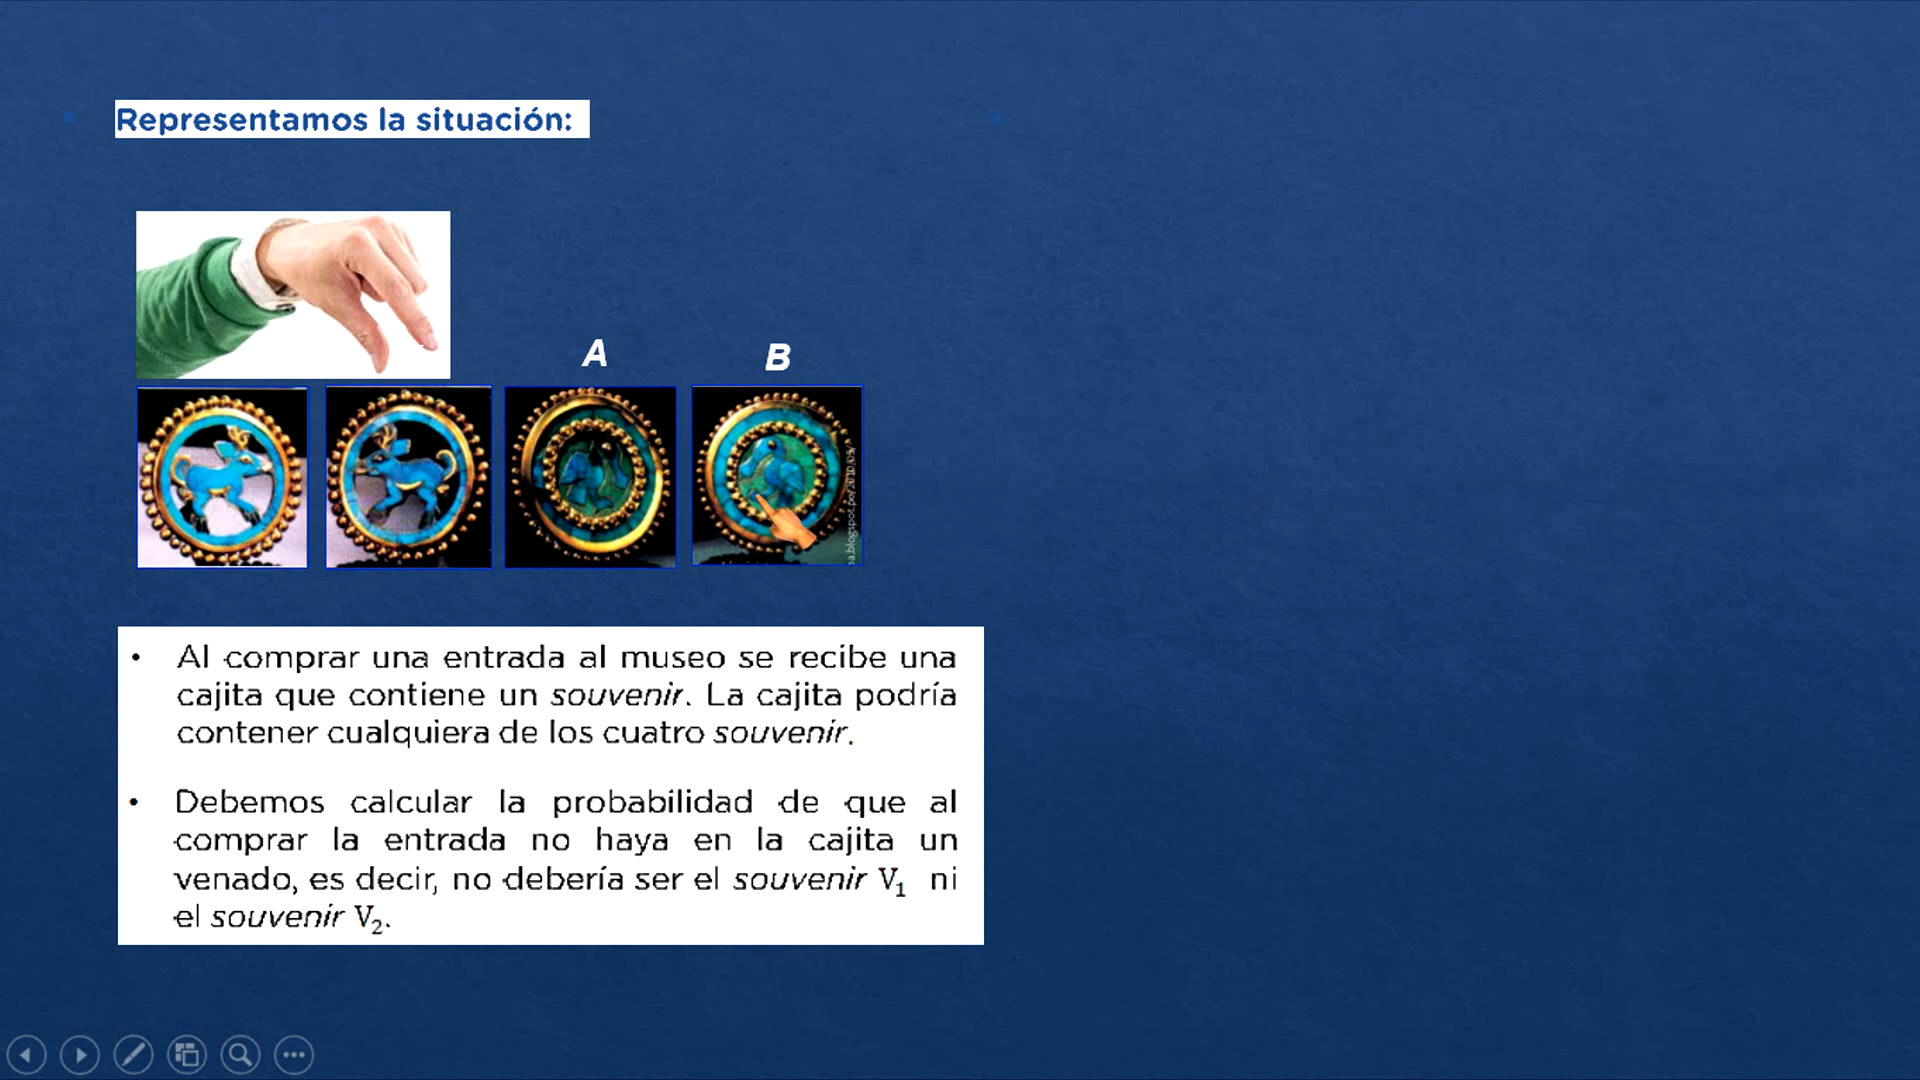 Representamos la situación:
A
B
• Al comprar una entrada al museo se recibe una
cajita que contiene un souvenir. La cajita podría
contener cualquiera de los cuatro souvenir.
• Debemos calcular la probabilidad de que al
comprar la entrada no haya en la cajita un
venado, es decir, no debería ser el souvenir V₁ ni
el souvenir V₂.